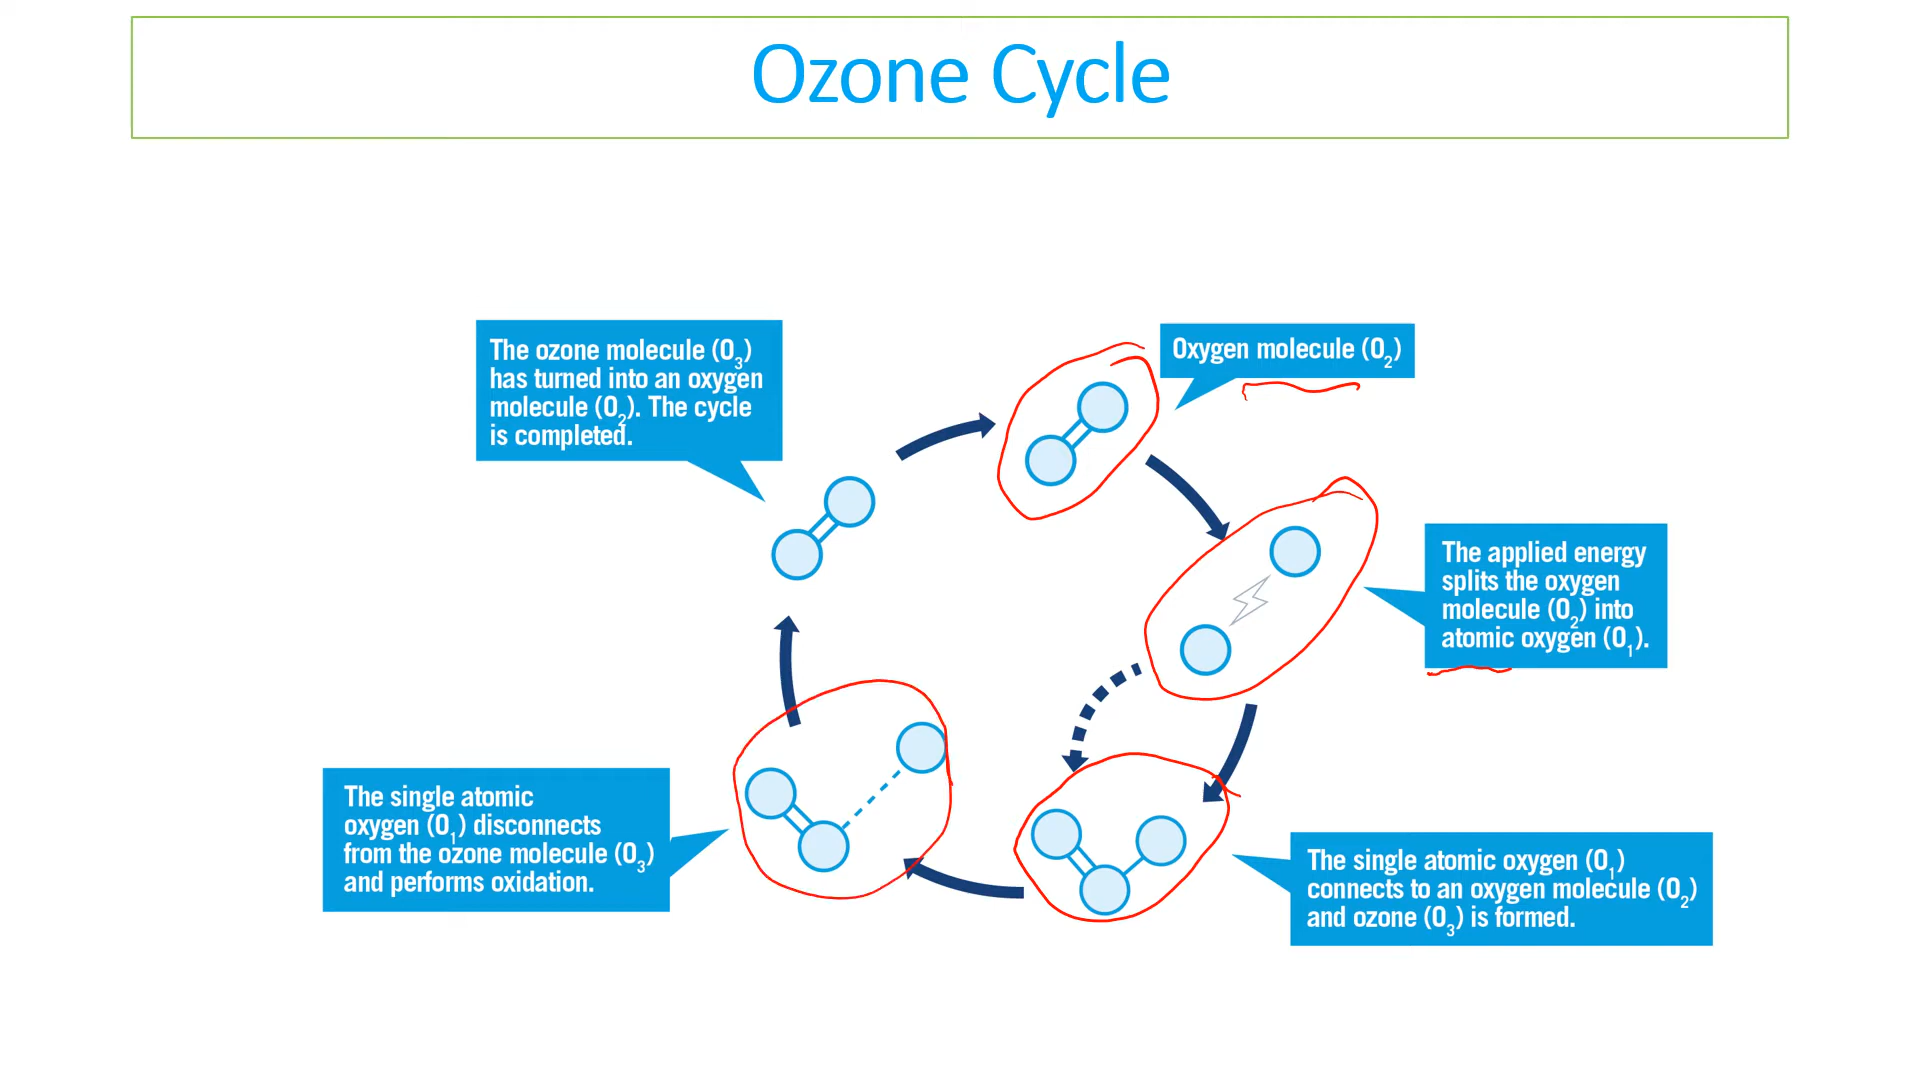 Ozone Cycle
The ozone molecule (O3)
has turned into an oxygen
molecule (O2). The cycle
is completed.
Oxygen molecule (O2)
The applied energy
splits the oxygen
molecule (O2) into
atomic oxygen (O1).
The single atomic
oxygen (O1) disconnects
from the ozone molecule (O3)
and performs oxidation.
The single atomic oxygen (O1)
connects to an oxygen molecule (O2)
and ozone (O3) is formed.